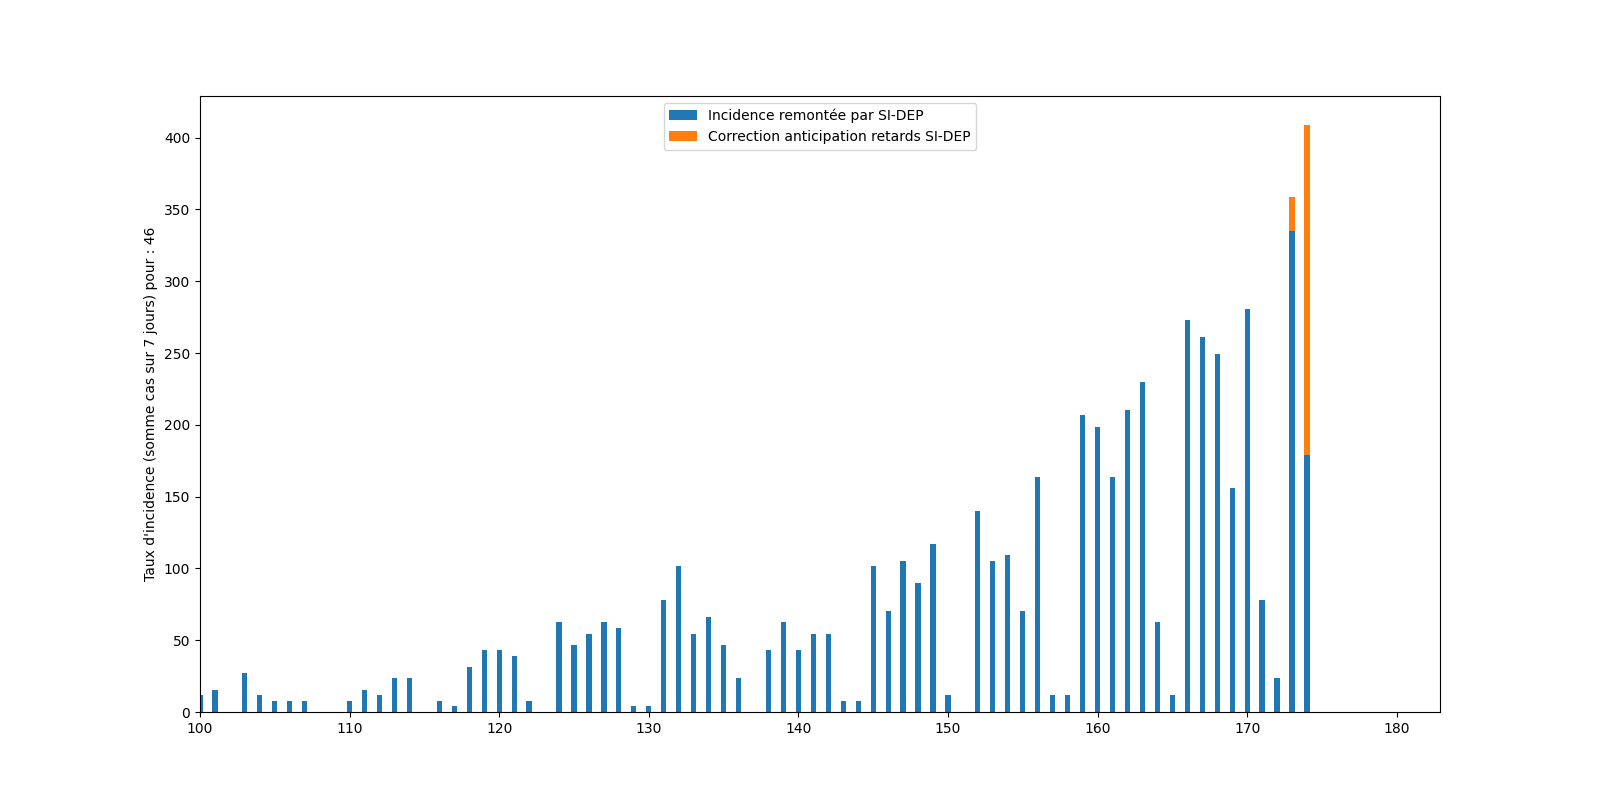 Incidence remontée par SI-DEP
Correction anticipation retards SI-DEP
Taux d'incidence (somme cas sur 7 jours) pour : 46
400
350
300
250
200
150
100
50
0
100 110 120 130 140 150 160 170 180